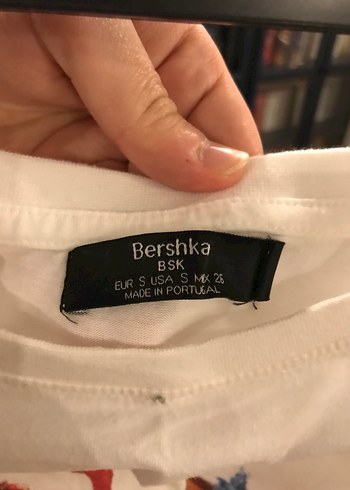 Bershka
BSK
EUR S USA S MEX 26
MADE IN PORTUGAL